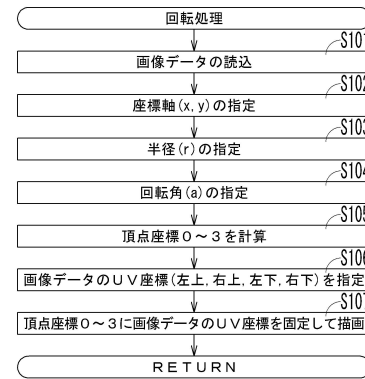 回転処理
S101
画像データの読込
S102
座標軸(x,y)の指定
S103
半径(r)の指定
S104
回転角(a)の指定
S105
頂点座標0～3を計算
S106
画像データのUV座標(左上,右上,左下,右下)を指定
S107
頂点座標0～3に画像データのUV座標を固定して描画
RETURN